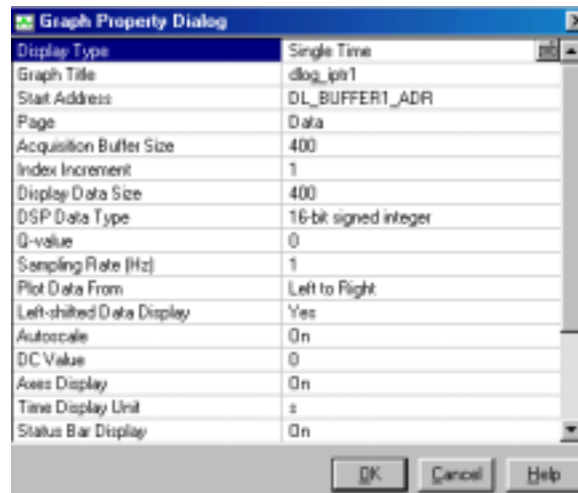 Graph Property Dialog
Display Type Single Time
Graph Title dlog_iptr1
Start Address DL_BUFFER1_ADR
Page Data
Acquisition Buffer Size 400
Index Increment 1
Display Data Size 400
DSP Data Type 16-bit signed integer
Q-value 0
Sampling Rate (Hz) 1
Plot Data From Left to Right
Left-shifted Data Display Yes
Autoscale On
DC Value 0
Axes Display On
Time Display Unit s
Status Bar Display On
OK Cancel Help